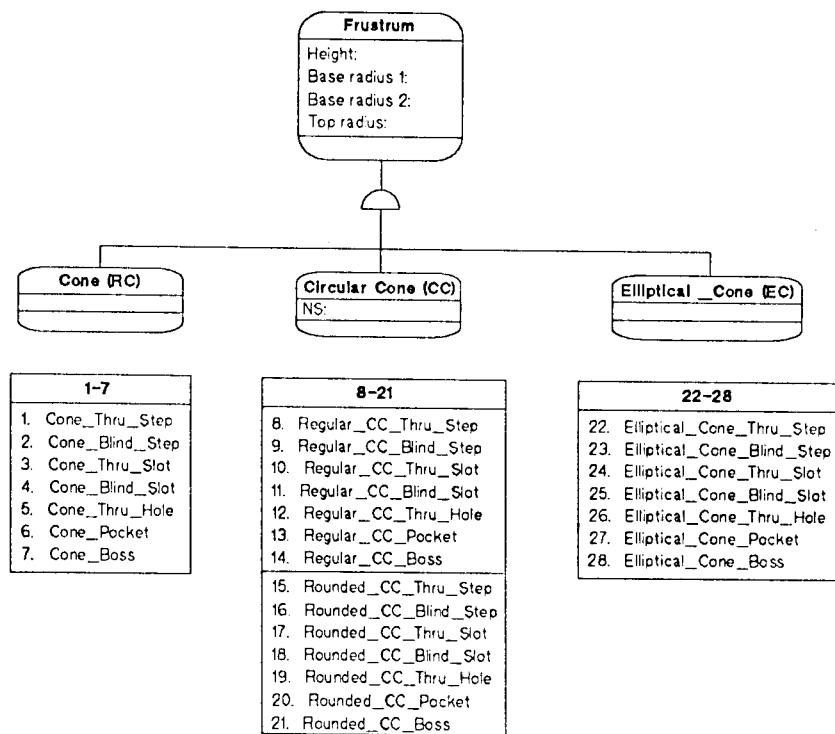 Frustrum
Height:
Base radius 1:
Base radius 2:
Top radius:
Cone (RC)
Circular Cone (CC)
NS:
Elliptical _Cone (EC)
1-7
1. Cone_Thru_Step
2. Cone_Blind_Step
3. Cone_Thru_Slot
4. Cone_Blind_Slot
5. Cone_Thru_Hole
6. Cone_Pocket
7. Cone_Boss
8-21
8. Regular_CC_Thru_Step
9. Regular_CC_Blind_Step
10. Regular_CC_Thru_Slot
11. Regular_CC_Blind_Slot
12. Regular_CC_Thru_Hole
13. Regular_CC_Pocket
14. Regular_CC_Boss
15. Rounded_CC_Thru_Step
16. Rounded_CC_Blind_Step
17. Rounded_CC_Thru_Slot
18. Rounded_CC_Blind_Slot
19. Rounded_CC_Thru_Hole
20. Rounded_CC_Pocket
21. Rounded_CC_Boss
22-28
22. Elliptical_Cone_Thru_Step
23. Elliptical_Cone_Blind_Step
24. Elliptical_Cone_Thru_Slot
25. Elliptical_Cone_Blind_Slot
26. Elliptical_Cone_Thru_Hole
27. Elliptical_Cone_Pocket
28. Elliptical_Cone_Boss